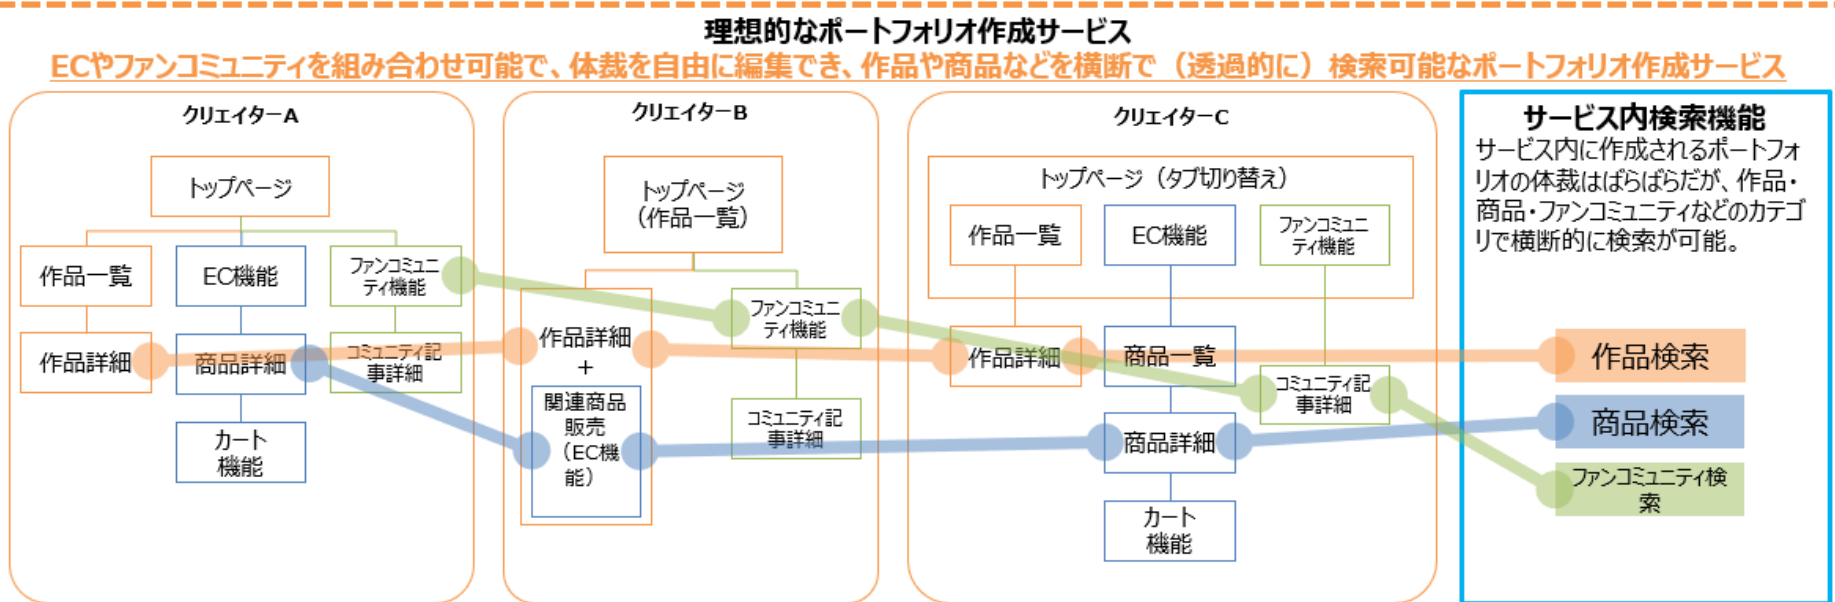 理想的なポートフォリオ作成サービス
ECやファンコミュニティを組み合わせ可能で、体裁を自由に編集でき、作品や商品などを横断で（透過的に）検索可能なポートフォリオ作成サービス
クリエイターA
トップページ
作品一覧
EC機能
ファンコミュニ
ティ機能
作品詳細
商品詳細
コミュニティ記
事詳細
カート
機能
クリエイターB
トップページ
（作品一覧）
作品詳細
+
関連商品
販売
（EC機
能）
ファンコミュニ
ティ機能
コミュニティ記
事詳細
クリエイターC
トップページ（タブ切り替え）
作品一覧
EC機能
ファンコミュニ
ティ機能
作品詳細
商品一覧
コミュニティ記
事詳細
商品詳細
カート
機能
サービス内検索機能
サービス内に作成されるポートフォ
リオの体裁はばらばらだが、作品・
商品・ファンコミュニティなどのカテゴ
リで横断的に検索が可能。
作品検索
商品検索
ファンコミュニティ検
索